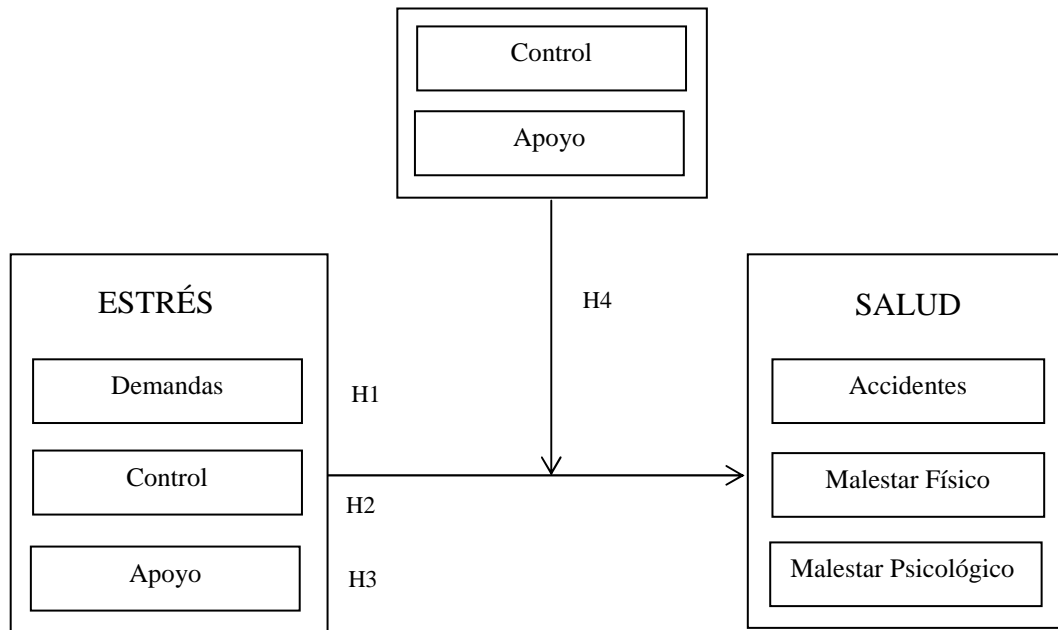 Control
Apoyo
ESTRÉS
Demandas
Control
Apoyo
H1
H2
H3
H4
SALUD
Accidentes
Malestar Físico
Malestar Psicológico